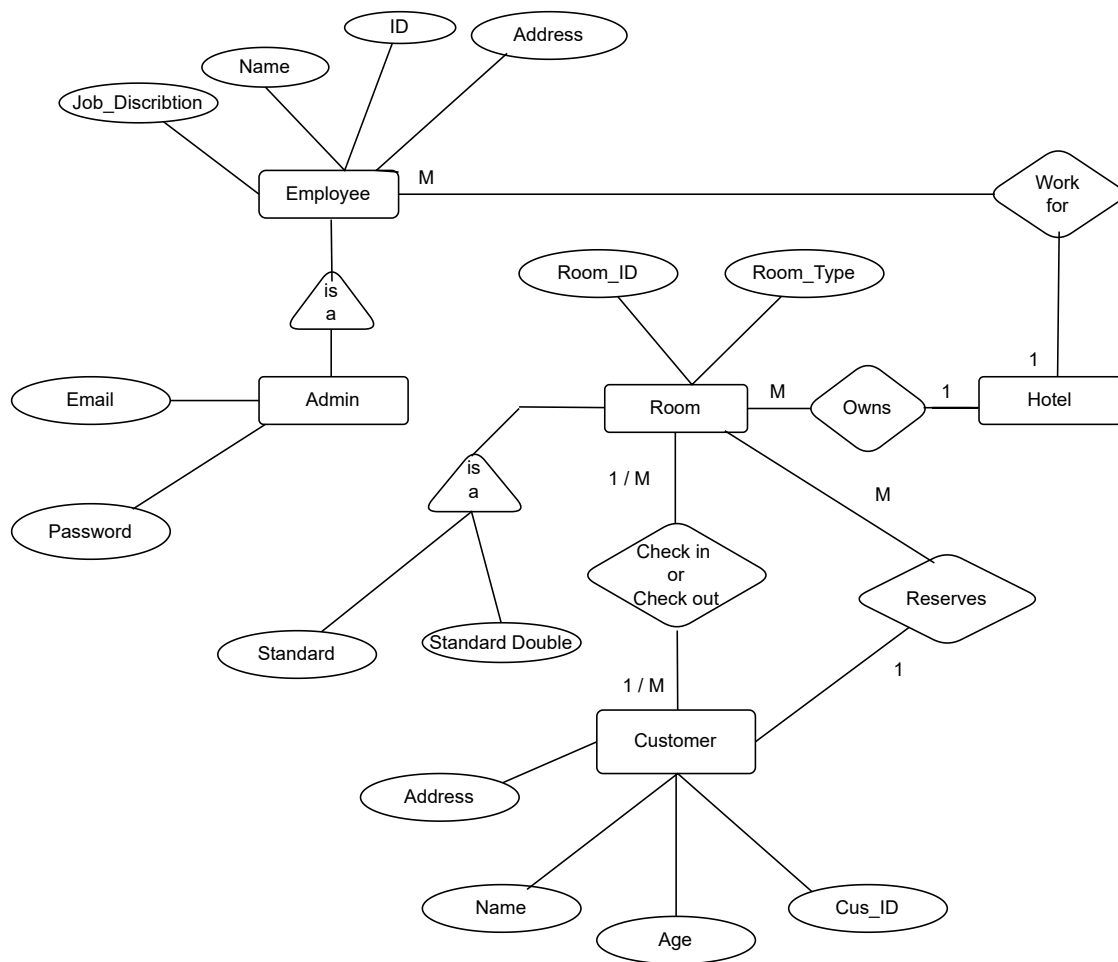 ID
Address
Name
Job_Discribtion
Employee
M
Work
for
is
a
Room_ID
Room_Type
1
Email
Admin
Room
M
Owns
1
Hotel
is
a
1 / M
M
Password
Check in
or
Check out
Reserves
Standard
Standard Double
1
1 / M
Customer
Address
Name
Age
Cus_ID